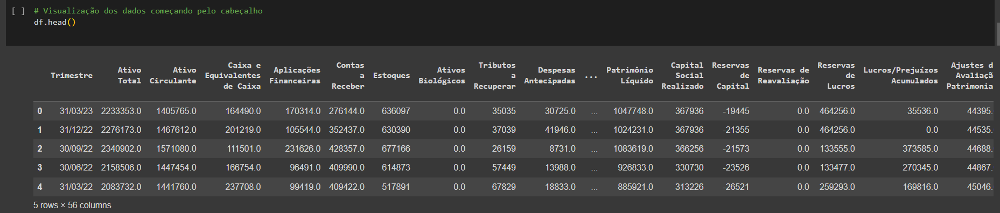 [ ] # Visualização dos dados começando pelo cabeçalho
df.head()
Trimestre Ativo Total Ativo Circulante Caixa e Equivalentes de Caixa Aplicações Financeiras Contas a Receber Estoques Ativos Biológicos Tributos a Recuperar Despesas Antecipadas ... Patrimônio Líquido Capital Social Realizado Reservas de Capital Reservas de Reavaliação Reservas de Lucros Lucros/Prejuízos Acumulados Ajustes d Avaliaçã Patrimonia
0 31/03/23 2233353.0 1405765.0 164490.0 170314.0 276144.0 636097 0.0 35035 30725.0 ... 1047748.0 367936 -19445 0.0 464256.0 35536.0 44395.
1 31/12/22 2276173.0 1467612.0 201219.0 105544.0 352437.0 630390 0.0 37039 41946.0 ... 1024231.0 367936 -21355 0.0 464256.0 0.0 44535.
2 30/09/22 2340902.0 1571080.0 111501.0 231626.0 428357.0 677166 0.0 26159 8731.0 ... 1083619.0 366256 -21573 0.0 133555.0 373585.0 44688.
3 30/06/22 2158506.0 1447454.0 166754.0 96491.0 409990.0 614873 0.0 57449 13988.0 ... 926833.0 330730 -23526 0.0 133477.0 270345.0 44867.
4 31/03/22 2083732.0 1441760.0 237708.0 99419.0 409422.0 517891 0.0 67829 18833.0 ... 885921.0 313226 -26521 0.0 259293.0 169816.0 45046.
5 rows × 56 columns